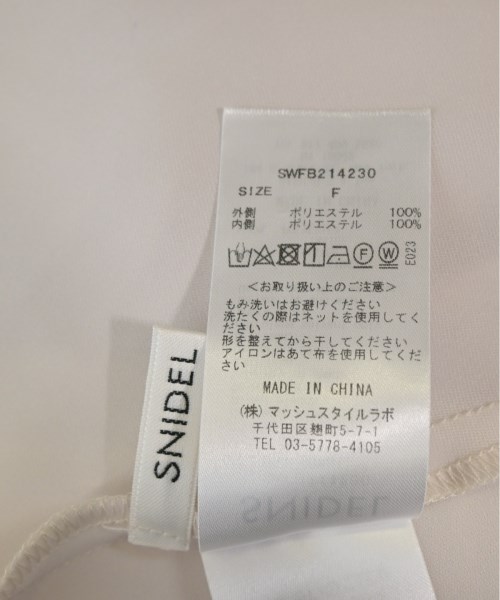 SWFB214230
SIZE F
外側 ポリエステル 100%
内側 ポリエステル 100%
F W E023
＜お取り扱い上のご注意＞
もみ洗いはお避けください
洗たくの際はネットを使用してく
ださい
形を整えてから干してください
アイロンはあて布を使用してくだ
さい
MADE IN CHINA
(株) マッシュスタイルラボ
千代田区麹町5-7-1
TEL 03-5778-4105
SNIDEL
SNIDEL